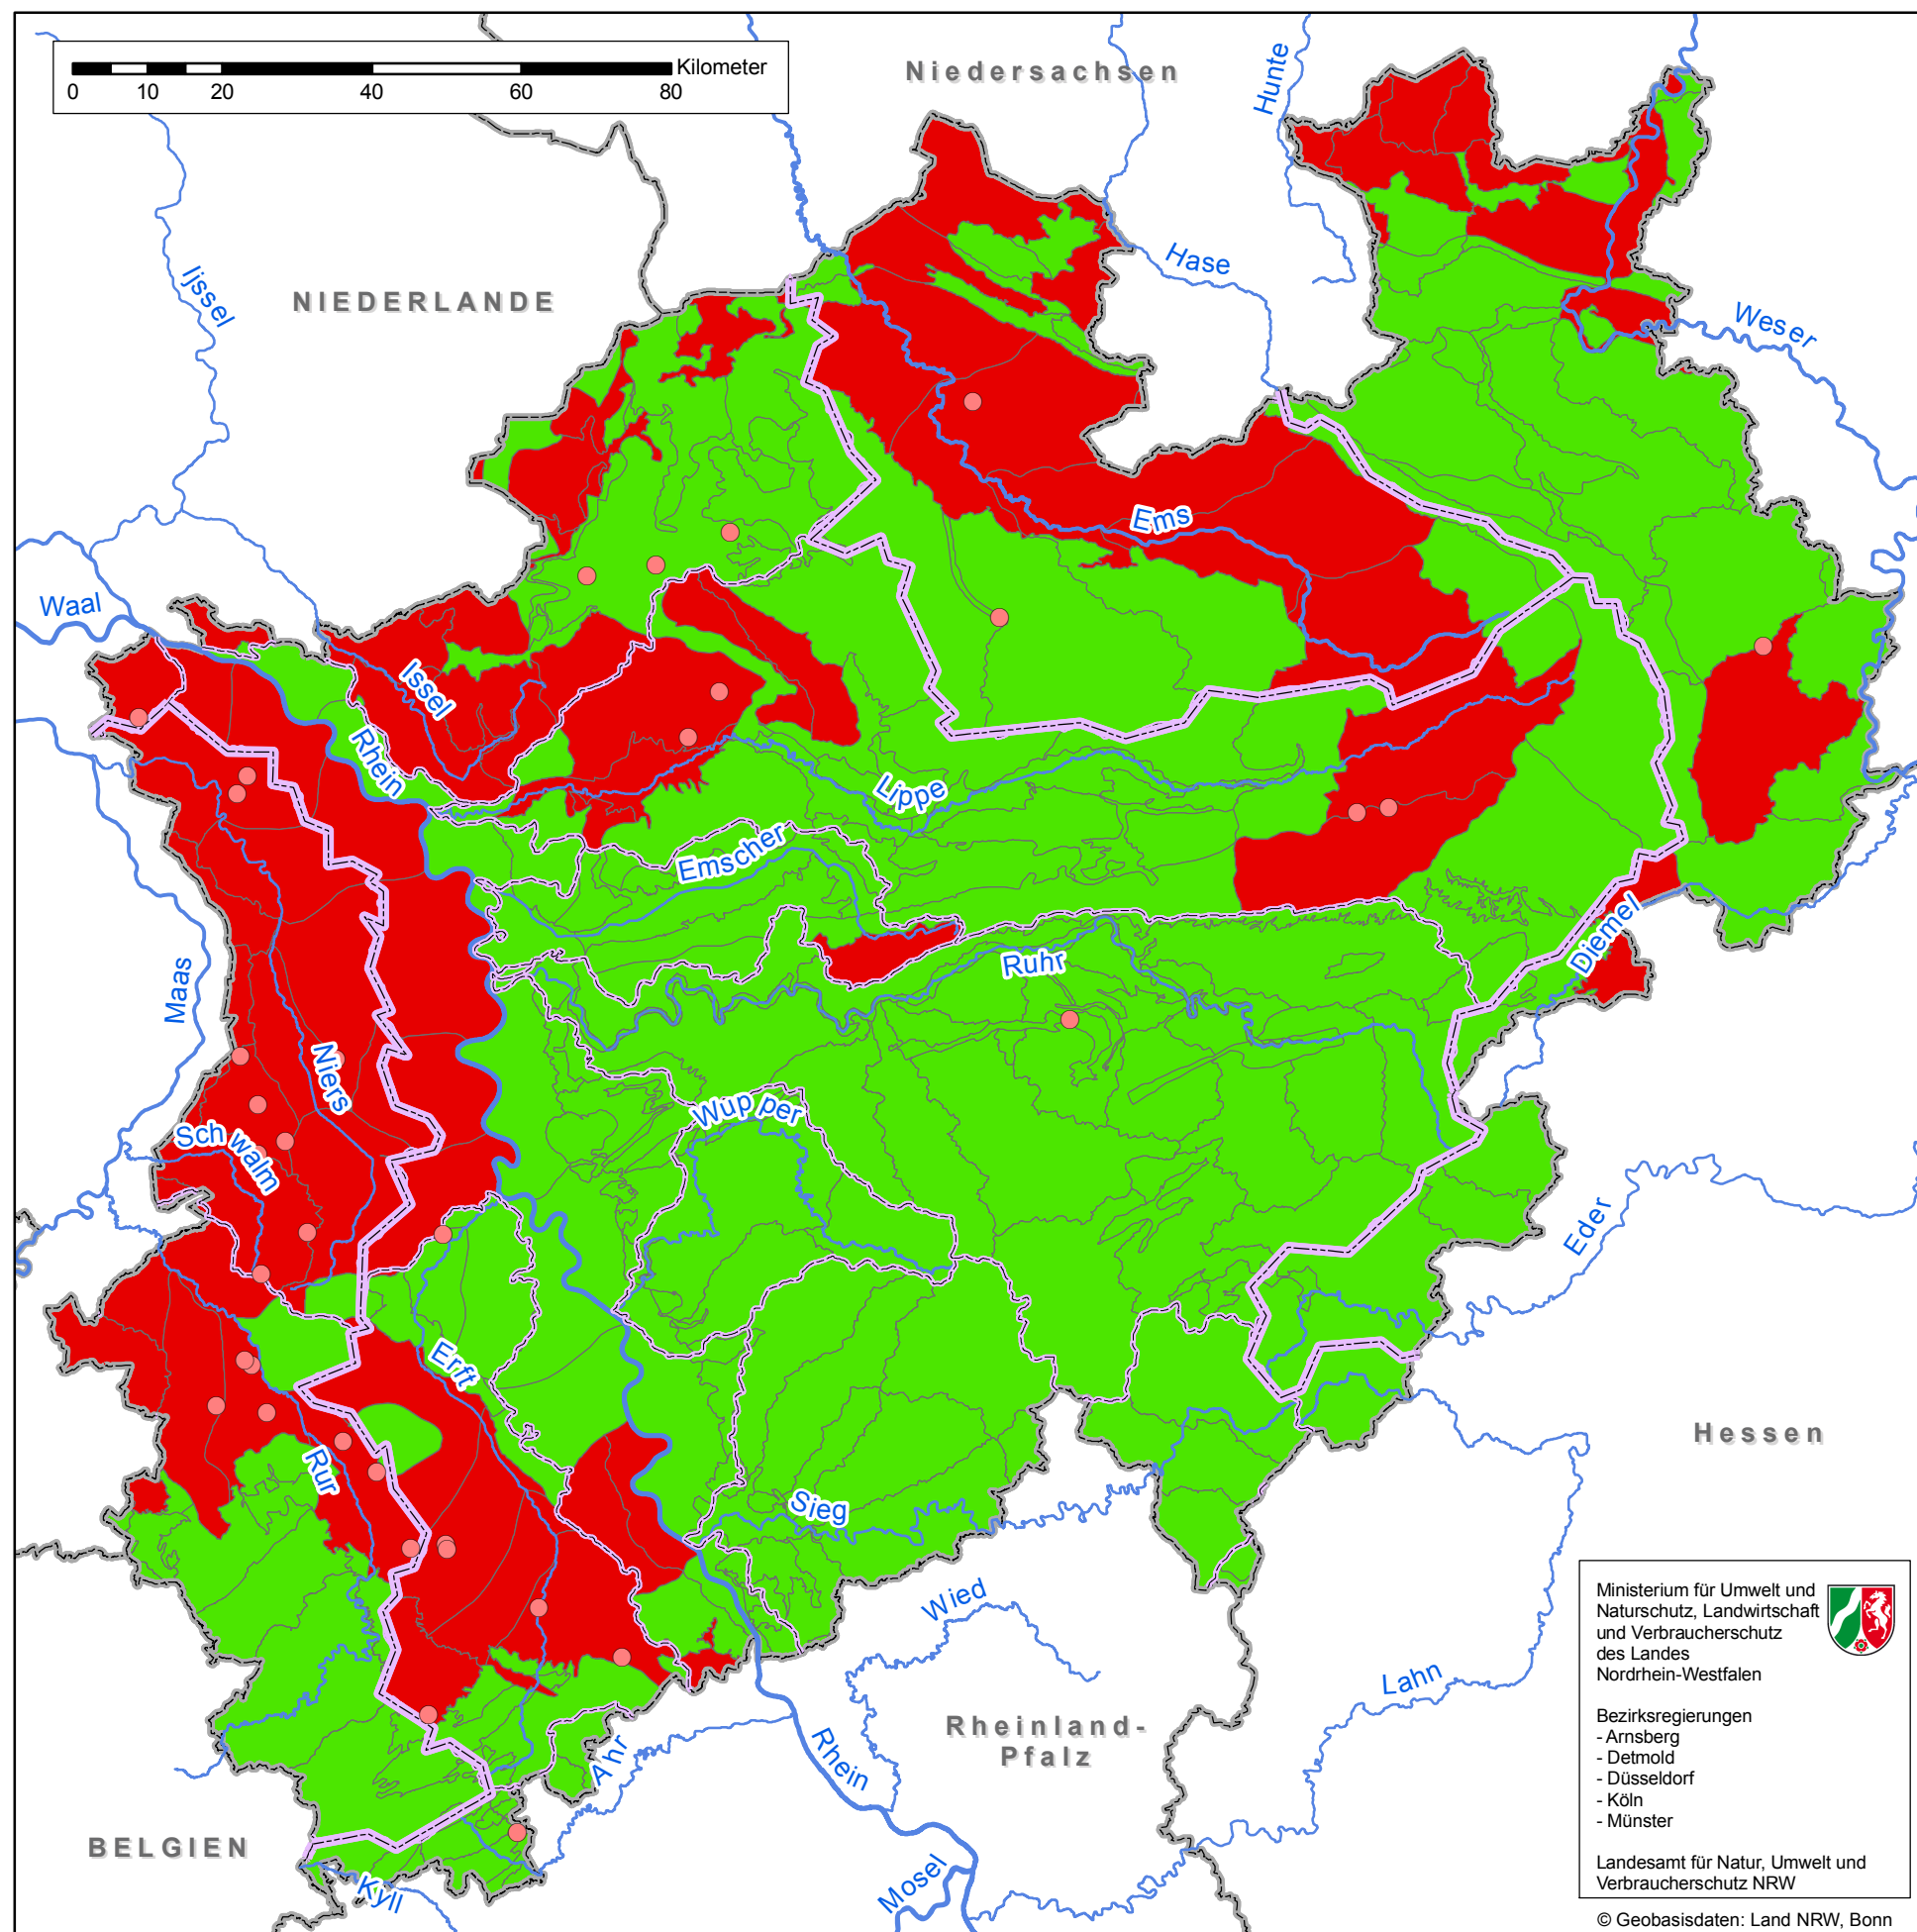 Kilometer
0 10 20 40 60 80
Niedersachsen
Hunte
Ijssel
NIEDERLANDE
Hase
Weser
Ems
Waal
Issel
Rhein
Lippe
Emscher
Maas
Ruhr
Diemel
Niers
Schwalm
Wupper
Eder
Erft
Rur
Hessen
Sieg
Wied
Lahn
Rheinland-
Pfalz
Rhein
Ahr
BELGIEN
Kyll
Mosel
Ministerium für Umwelt und
Naturschutz, Landwirtschaft
und Verbraucherschutz
des Landes
Nordrhein-Westfalen
Bezirksregierungen
- Arnsberg
- Detmold
- Düsseldorf
- Köln
- Münster
Landesamt für Natur, Umwelt und
Verbraucherschutz NRW
© Geobasisdaten: Land NRW, Bonn